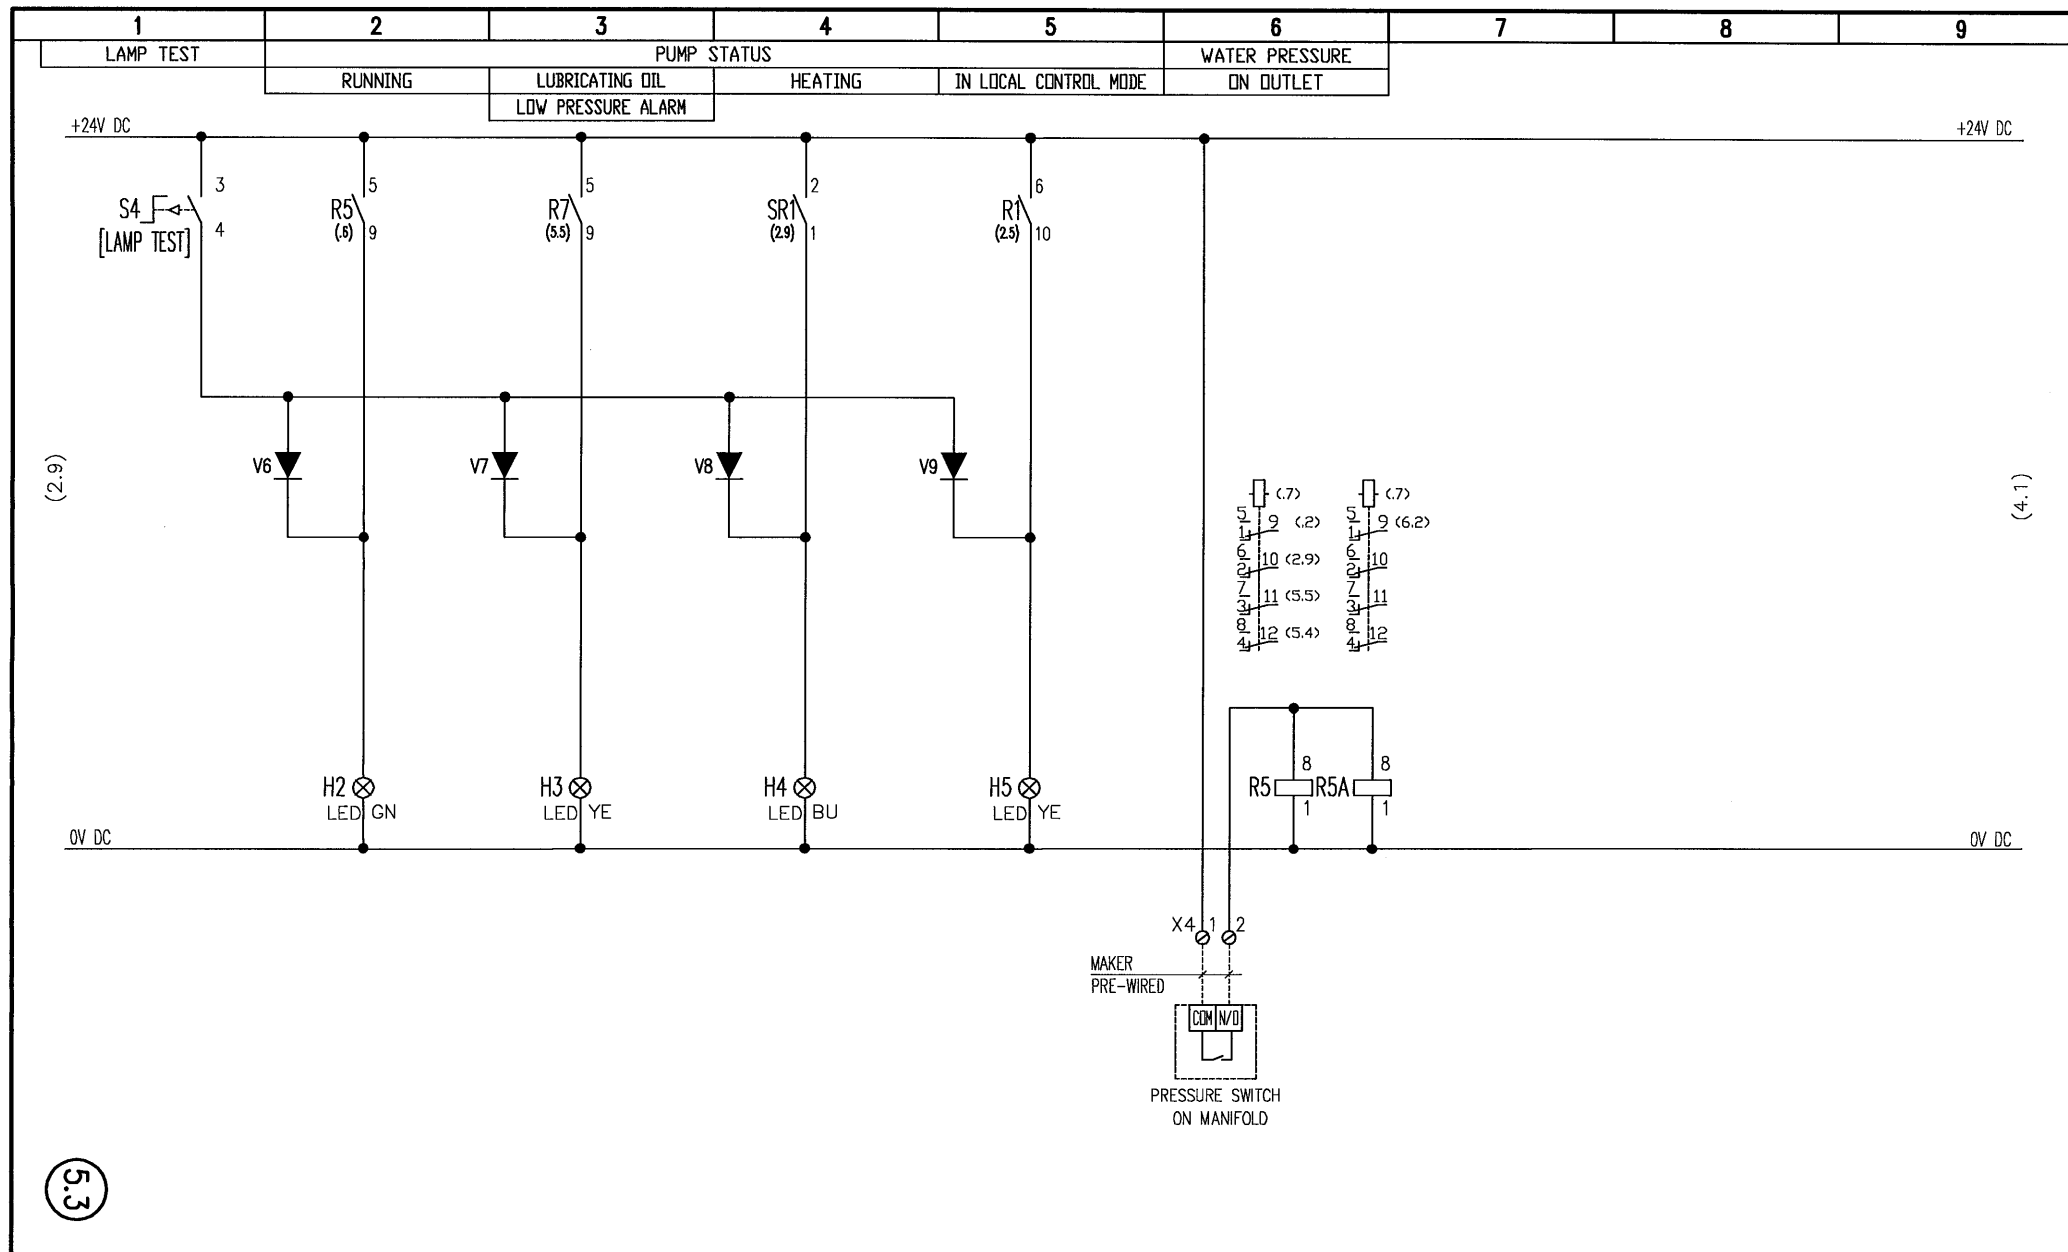 1 2 3 4 5 6 7 8 9
LAMP TEST PUMP STATUS WATER PRESSURE
RUNNING LUBRICATING OIL HEATING IN LOCAL CONTROL MODE ON OUTLET
LOW PRESSURE ALARM
+24V DC +24V DC
3 5 5 2 6
S4 R5 R7 SR1 R1
4 (.6) 9 (5.5) 9 (2.9) 1 (2.5) 10
[LAMP TEST]
V6 V7 V8 V9
(2.9)
(4.1)
(.7) (.7)
5 5
1 9 (.2) 1 9 (6.2)
6 6
2 10 (2.9) 2 10
7 7
3 11 (5.5) 3 11
8 8
4 12 (5.4) 4 12
8 8
H2 H3 H4 H5 R5 R5A
LED GN LED YE LED BU LED YE 1 1
0V DC 0V DC
X4 1 2
MAKER
PRE-WIRED
COM N/O
PRESSURE SWITCH
ON MANIFOLD
5.3